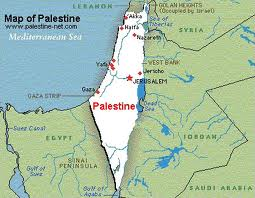 LEBANON
GOLAN HEIGHTS
(Occupied by Israel)
Map of Palestine
www.palestine-net.com
Mediterranean Sea
Akka
Haifa
Nazareth
WEST BANK
Yafa
Jericho
JERUSALEM
GAZA STRIP
Gaza
Palestine
Dead
Sea
Suez Canal
JORDAN
EGYPT
SINAI
PENINSULA
Gulf of
Suez
Gulf of
Aqaba
SAUDI ARABIA